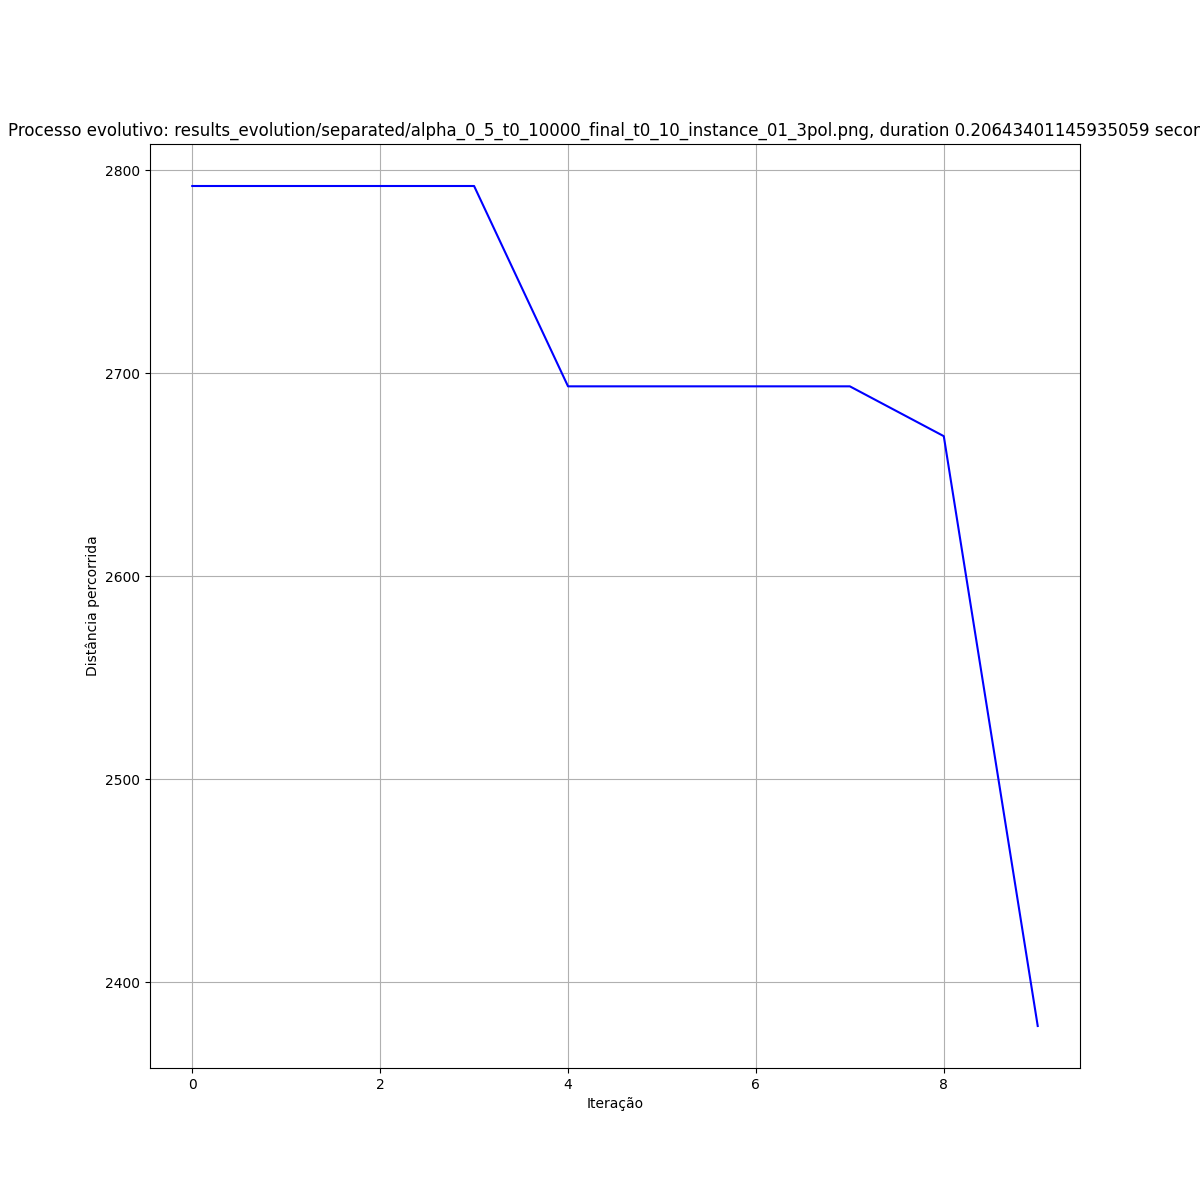 Processo evolutivo: results_evolution/separated/alpha_0_5_t0_10000_final_t0_10_instance_01_3pol.png, duration 0.20643401145935059 secon
2800
2700
2600
2500
2400
Distância percorrida
0 2 4 6 8
Iteração